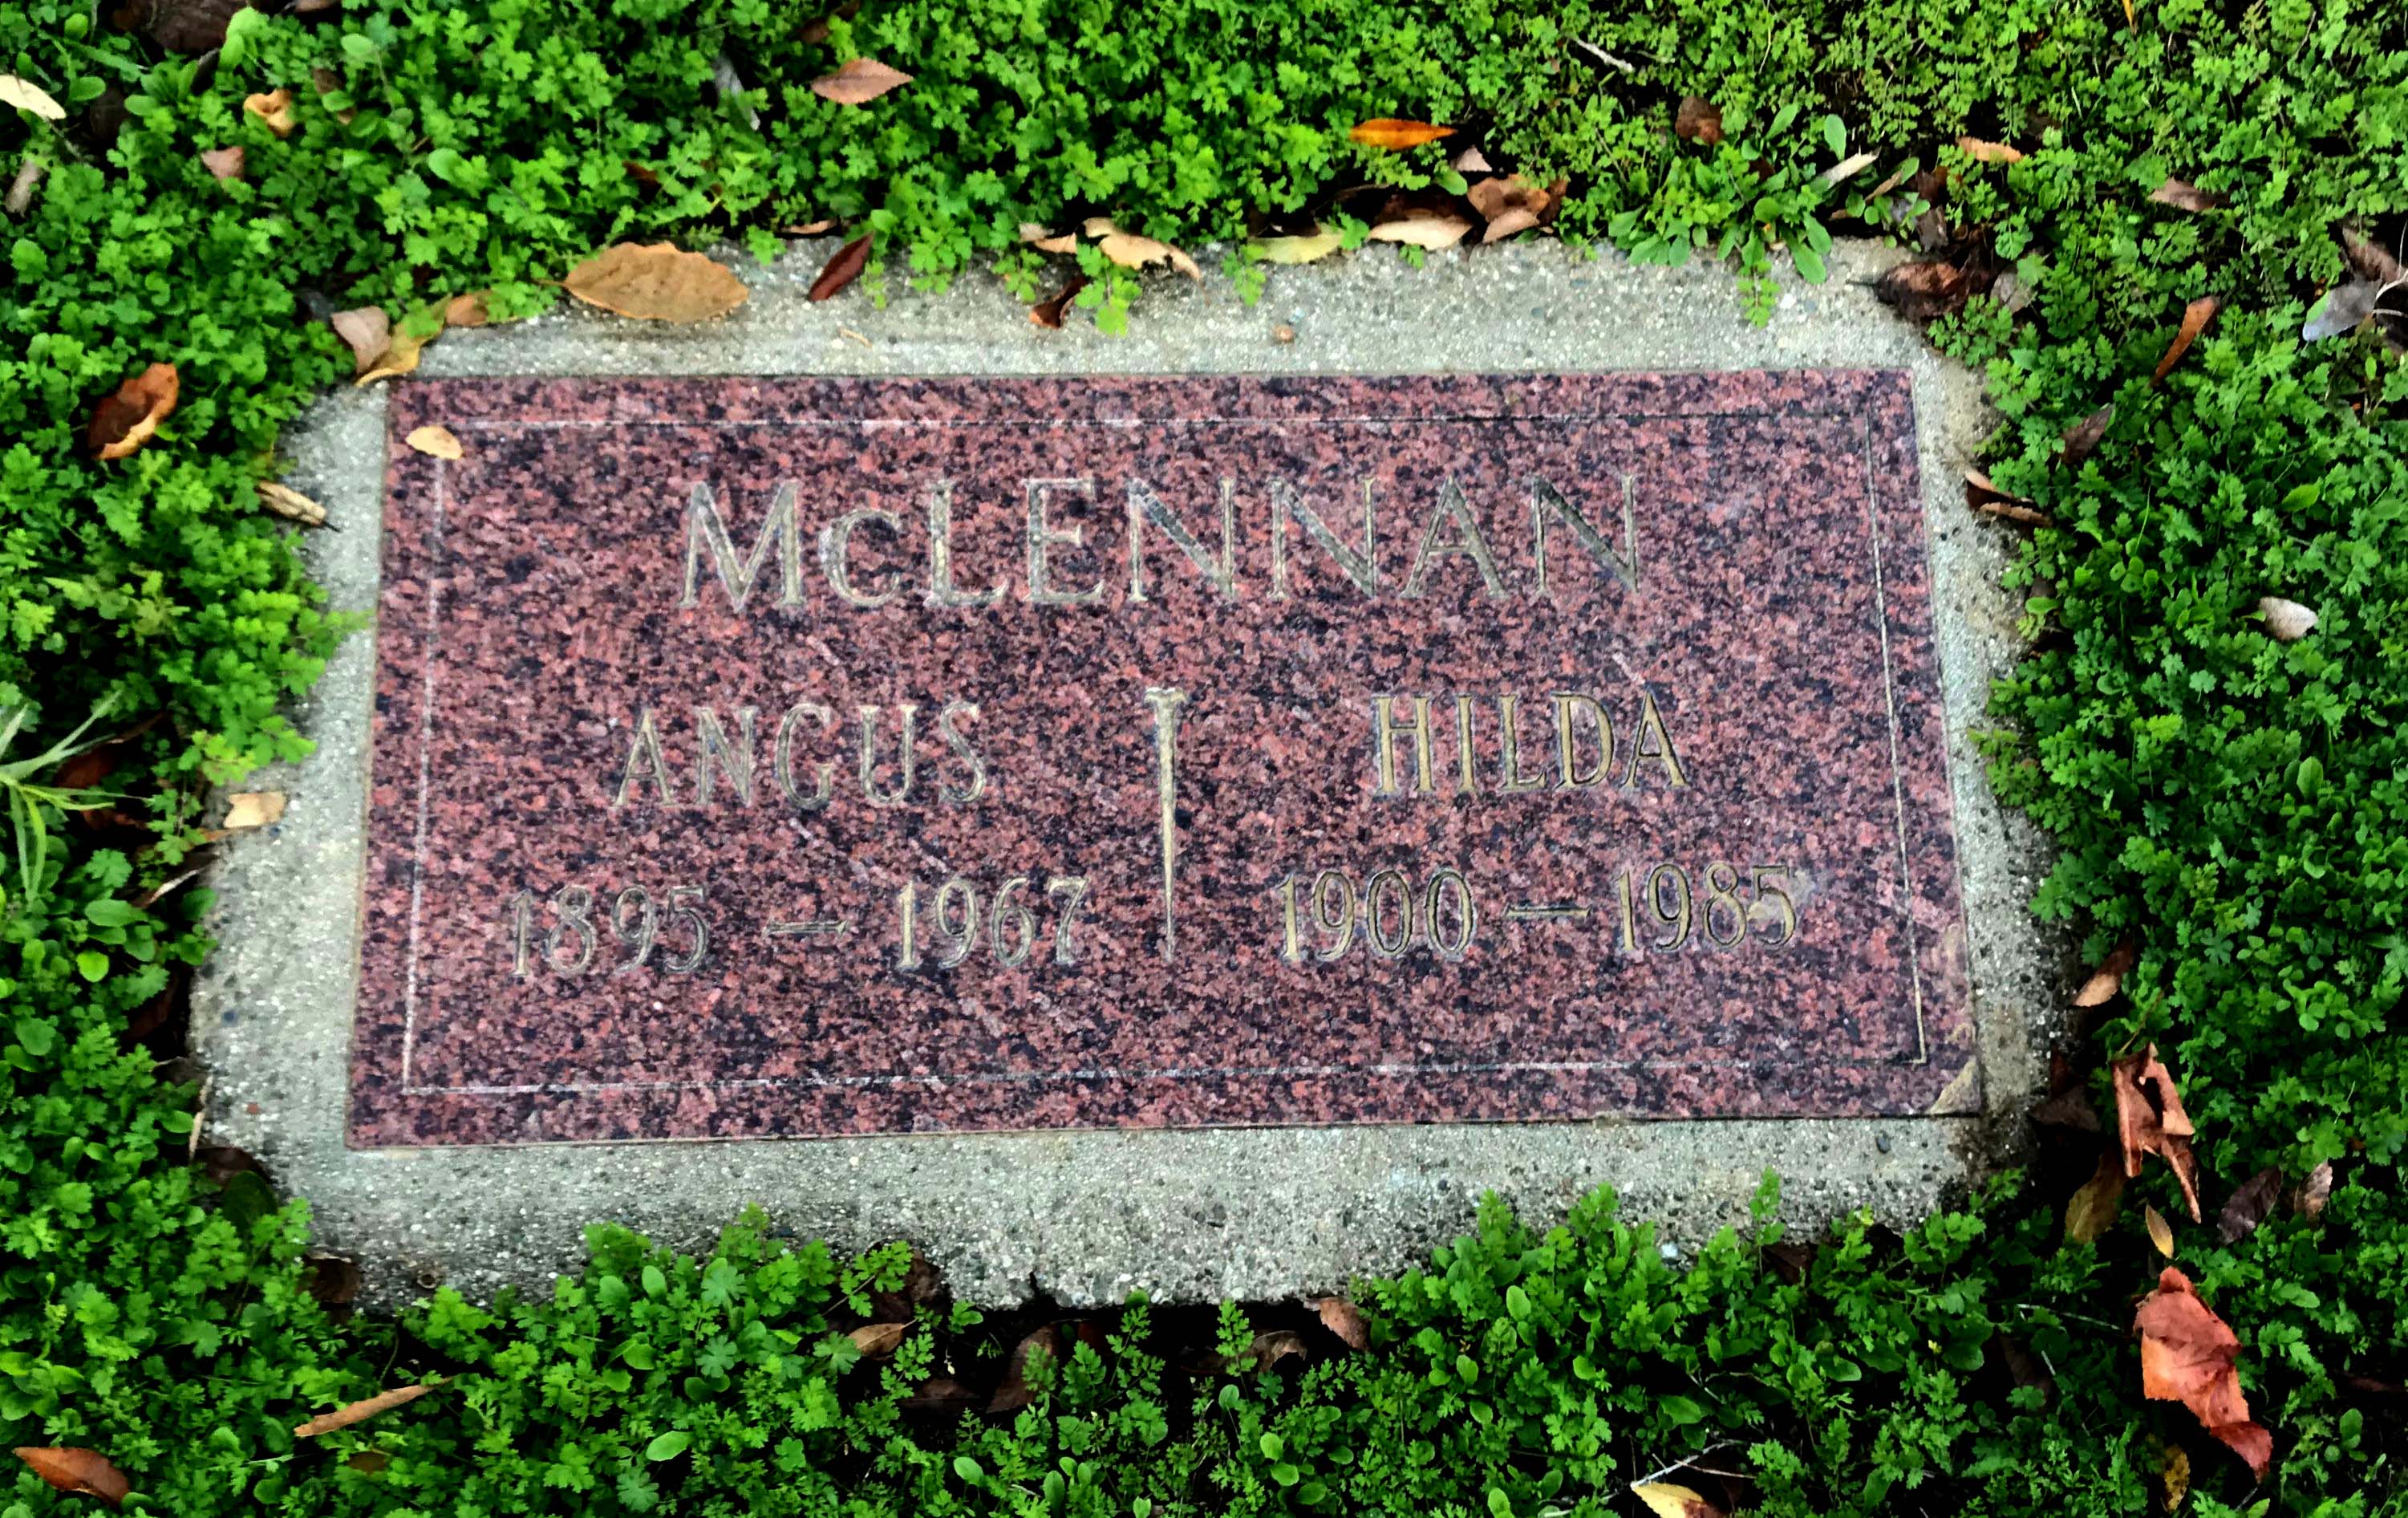 McLENNAN
ANGUS HILDA
1895 — 1967 1900 — 1985